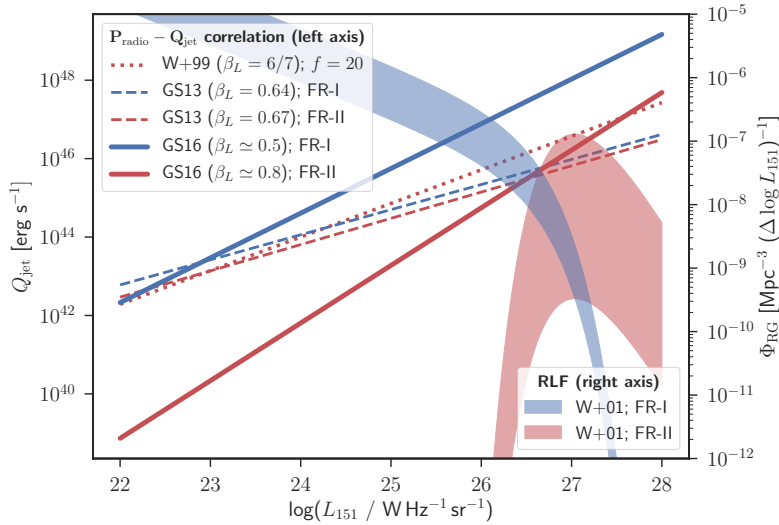 P_radio − Q_jet correlation (left axis)
W+99 (β_L = 6/7); f = 20
GS13 (β_L = 0.64); FR-I
GS13 (β_L = 0.67); FR-II
GS16 (β_L ≃ 0.5); FR-I
GS16 (β_L ≃ 0.8); FR-II
10^48
10^46
10^44
10^42
10^40
Q_jet [erg s^−1]
10^−5
10^−6
10^−7
10^−8
10^−9
10^−10
10^−11
10^−12
Φ_RG [Mpc^−3 (Δ log L_151)^−1]
RLF (right axis)
W+01; FR-I
W+01; FR-II
22 23 24 25 26 27 28
log(L_151 / W Hz^−1 sr^−1)